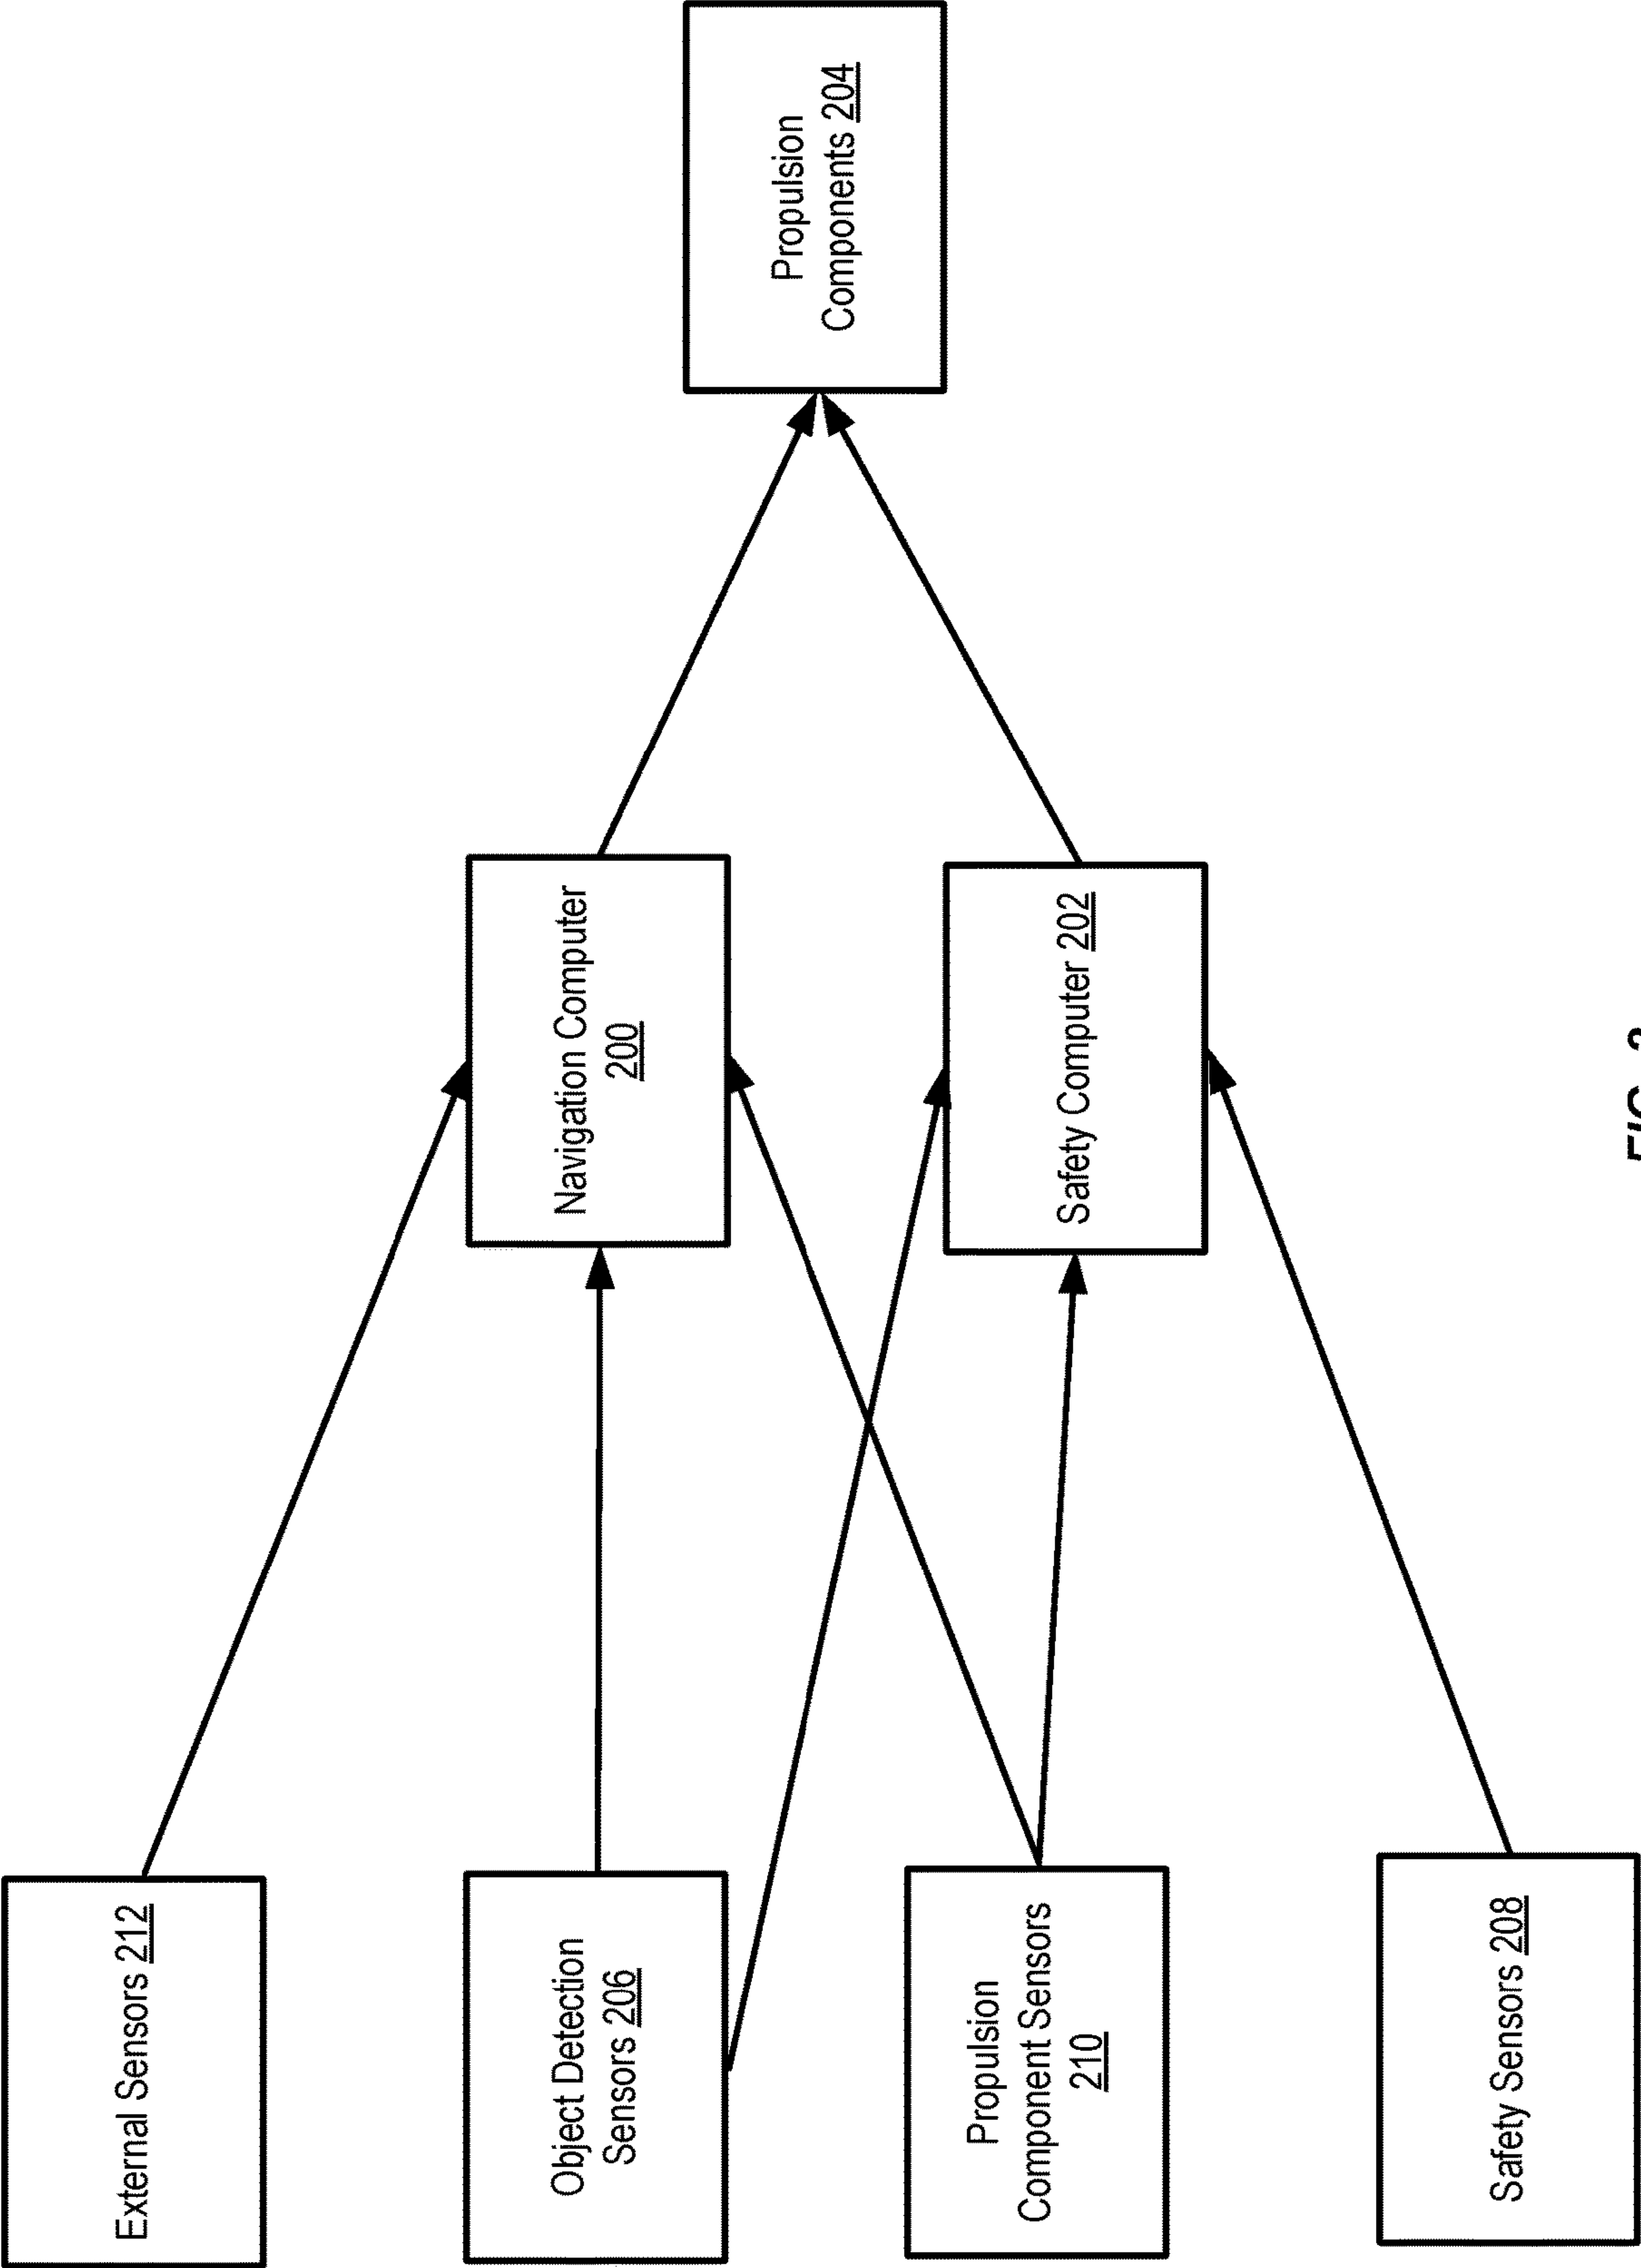 External Sensors 212
Object Detection
Sensors 206
Propulsion
Component Sensors
210
Safety Sensors 208
Navigation Computer
200
Safety Computer 202
Propulsion
Components 204